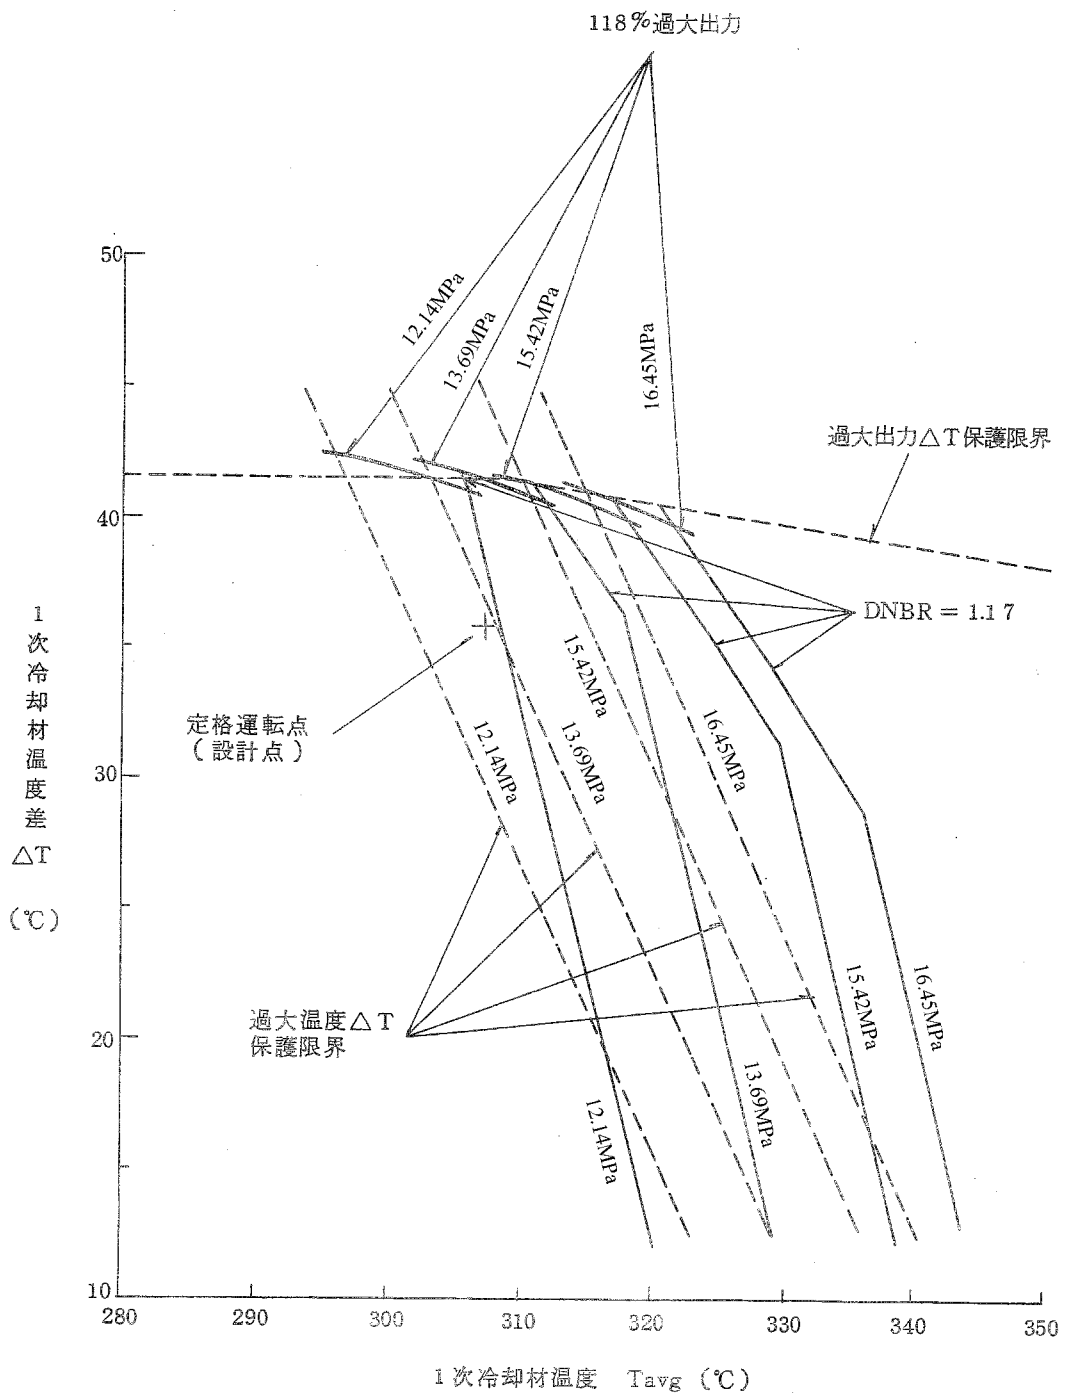 118%過大出力
50
12.14MPa
13.69MPa
15.42MPa
16.45MPa
過大出力△T保護限界
40
1次冷却材温度差
△T
(℃)
DNBR = 1.17
15.42MPa
定格運転点
(設計点)
12.14MPa
13.69MPa
16.45MPa
30
15.42MPa
16.45MPa
過大温度△T
保護限界
20
13.69MPa
12.14MPa
10
280
290
300
310
320
330
340
350
1次冷却材温度 Tavg (℃)